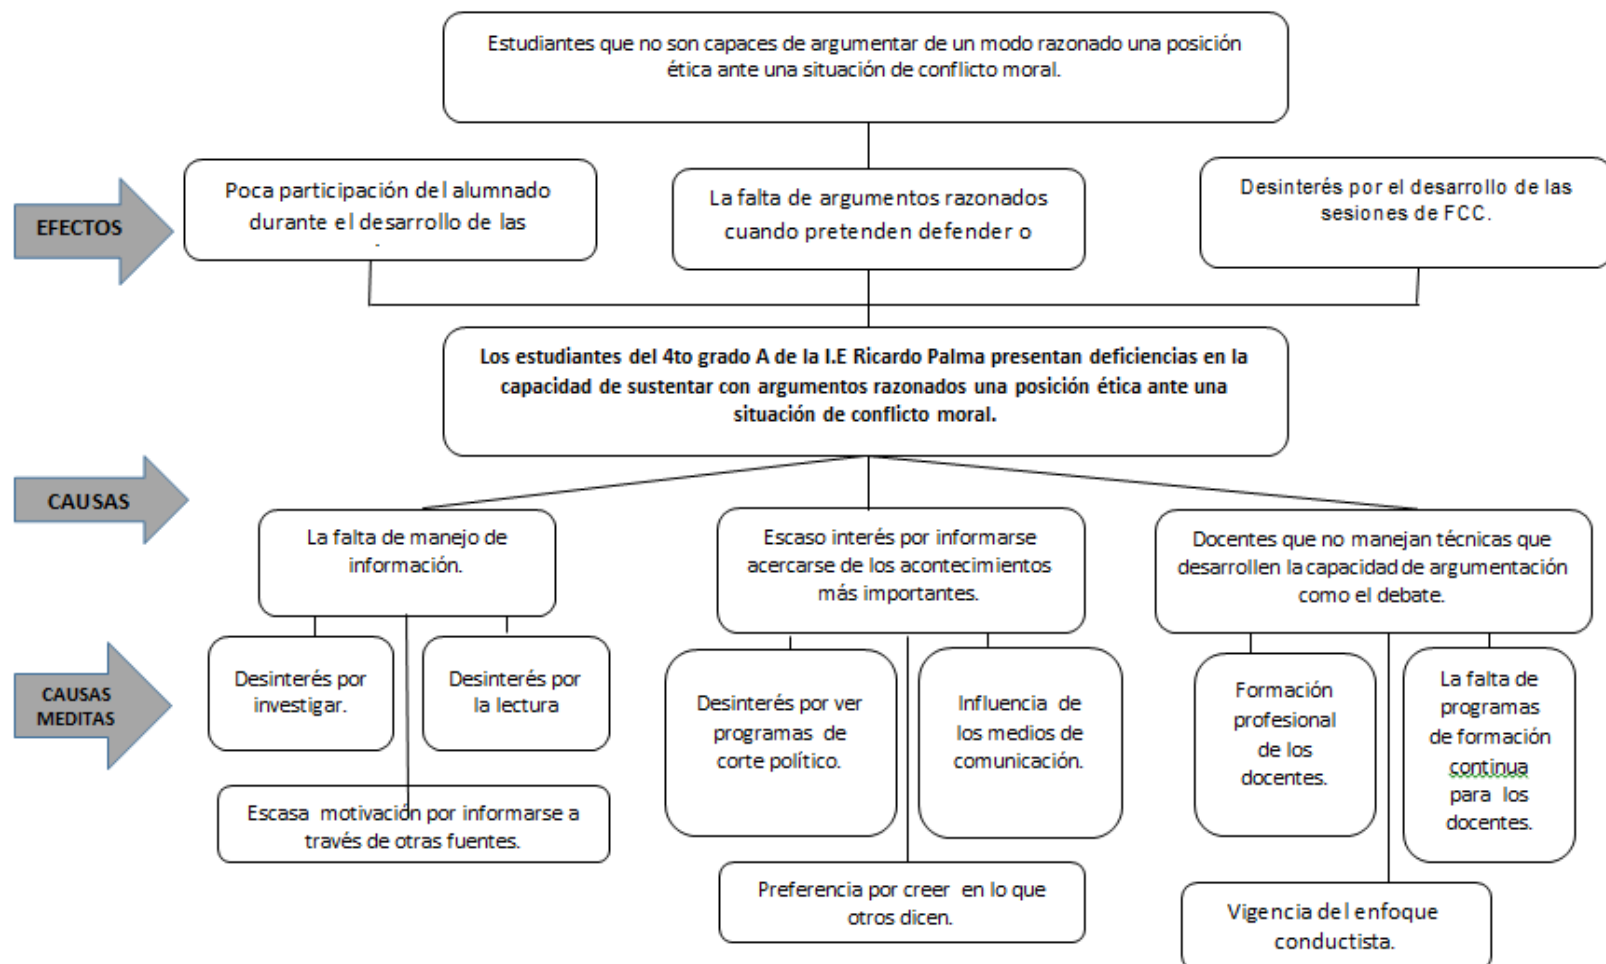 Estudiantes que no son capaces de argumentar de un modo razonado una posición
ética ante una situación de conflicto moral.
EFECTOS
Poca participación del alumnado
durante el desarrollo de las
La falta de argumentos razonados
cuando pretenden defender o
Desinterés por el desarrollo de las
sesiones de FCC.
Los estudiantes del 4to grado A de la I.E Ricardo Palma presentan deficiencias en la
capacidad de sustentar con argumentos razonados una posición ética ante una
situación de conflicto moral.
CAUSAS
La falta de manejo de
información.
Escaso interés por informarse
acercarse de los acontecimientos
más importantes.
Docentes que no manejan técnicas que
desarrollen la capacidad de argumentación
como el debate.
CAUSAS
MEDITAS
Desinterés por
investigar.
Desinterés por
la lectura
Desinterés por ver
programas de
corte político.
Influencia de
los medios de
comunicación.
Formación
profesional
de los
docentes.
La falta de
programas
de formación
continua
para los
docentes.
Escasa motivación por informarse a
través de otras fuentes.
Preferencia por creer en lo que
otros dicen.
Vigencia del enfoque
conductista.